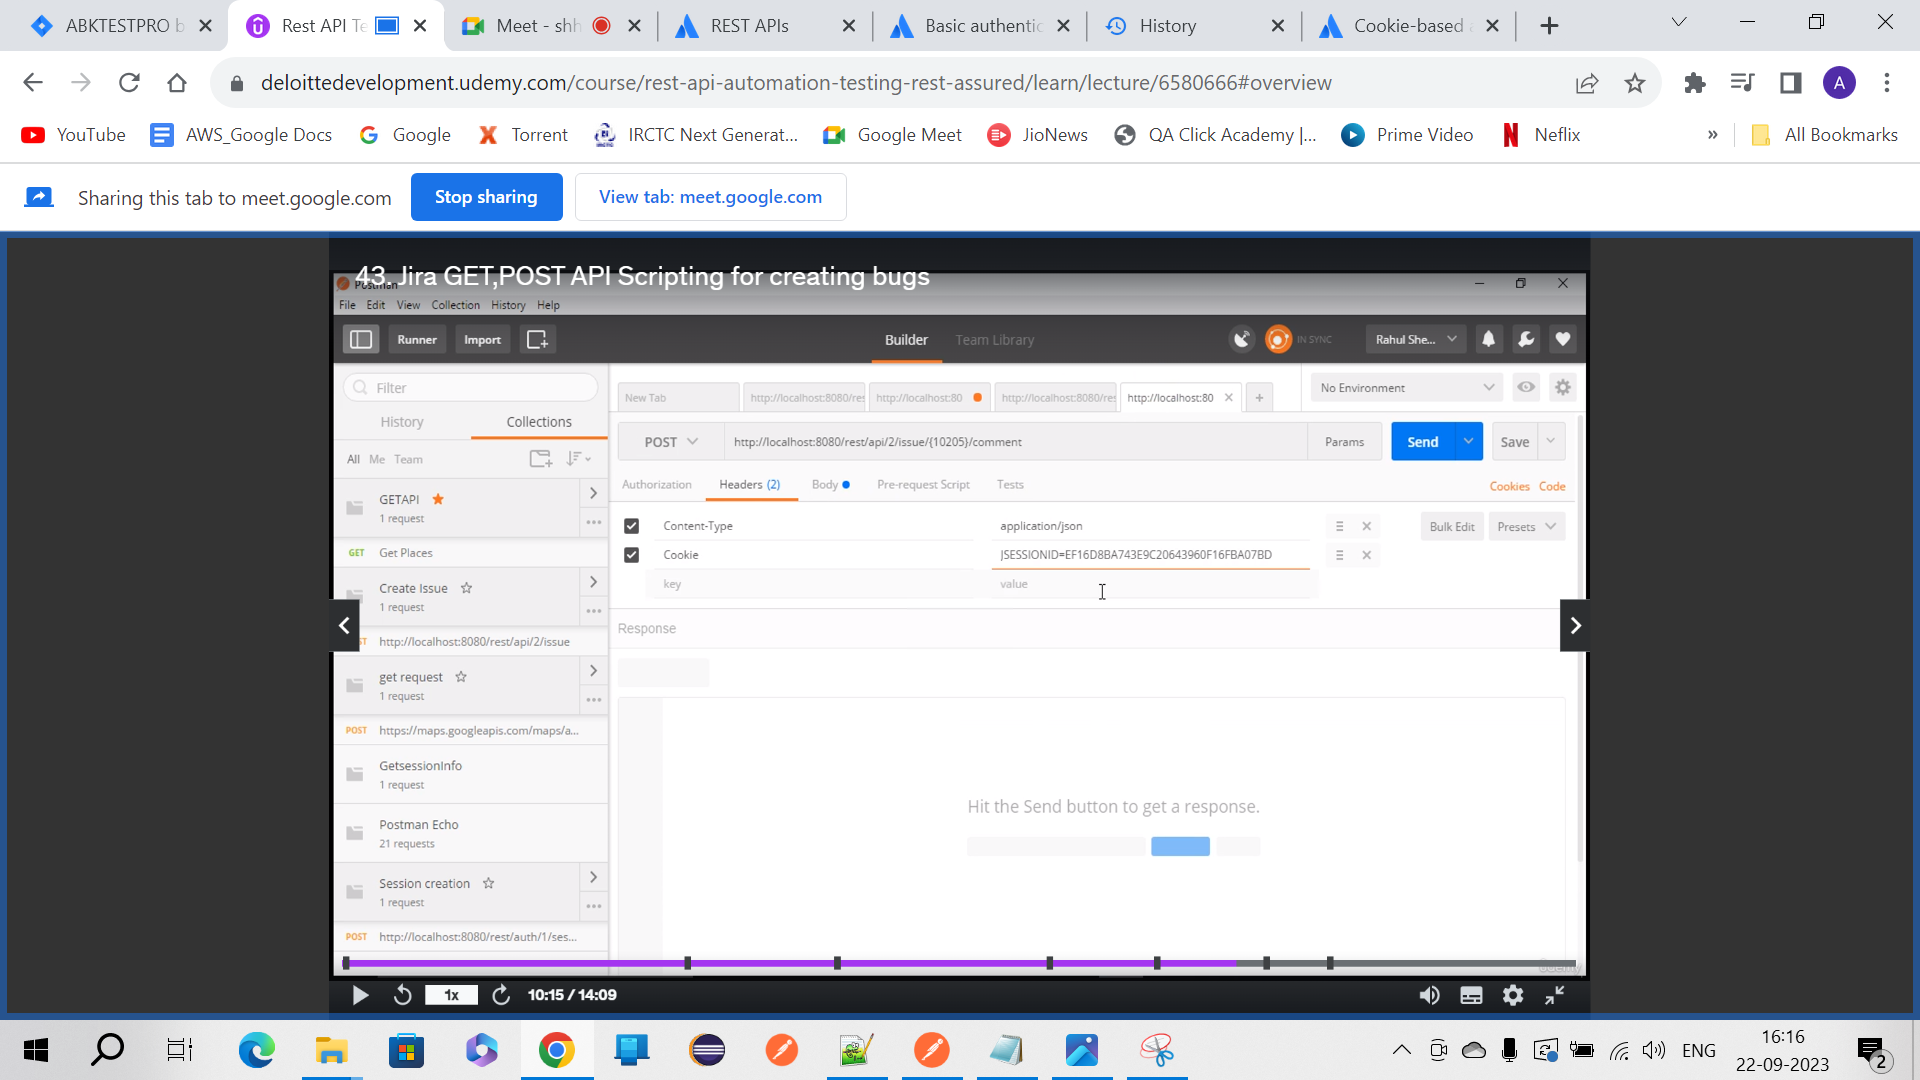 ABKTESTPRO b
Rest API Te
Meet - shh
REST APIs
Basic authentic
History
Cookie-based a
deloittedevelopment.udemy.com/course/rest-api-automation-testing-rest-assured/learn/lecture/6580666#overview
A
YouTube
AWS_Google Docs
Google
Torrent
IRCTC Next Generat...
Google Meet
JioNews
QA Click Academy |...
Prime Video
Neflix
»
All Bookmarks
Sharing this tab to meet.google.com
Stop sharing
View tab: meet.google.com
43. Jira GET,POST API Scripting for creating bugs
Postman
File Edit View Collection History Help
Runner
Import
Builder
Team Library
IN SYNC
Rahul She...
Filter
History
Collections
All Me Team
GETAPI
1 request
GET Get Places
Create Issue
1 request
http://localhost:8080/rest/api/2/issue
get request
1 request
POST https://maps.googleapis.com/maps/a...
GetsessionInfo
1 request
Postman Echo
21 requests
Session creation
1 request
POST http://localhost:8080/rest/auth/1/ses...
New Tab
http://localhost:8080/res
http://localhost:80
http://localhost:8080/res
http://localhost:80
No Environment
POST
http://localhost:8080/rest/api/2/issue/{10205}/comment
Params
Send
Save
Authorization
Headers (2)
Body
Pre-request Script
Tests
Cookies Code
Content-Type
application/json
Bulk Edit
Presets
Cookie
JSESSIONID=EF16D8BA743E9C20643960F16FBA07BD
key
value
Response
Hit the Send button to get a response.
1x
10:15 / 14:09
ENG
16:16
22-09-2023
2